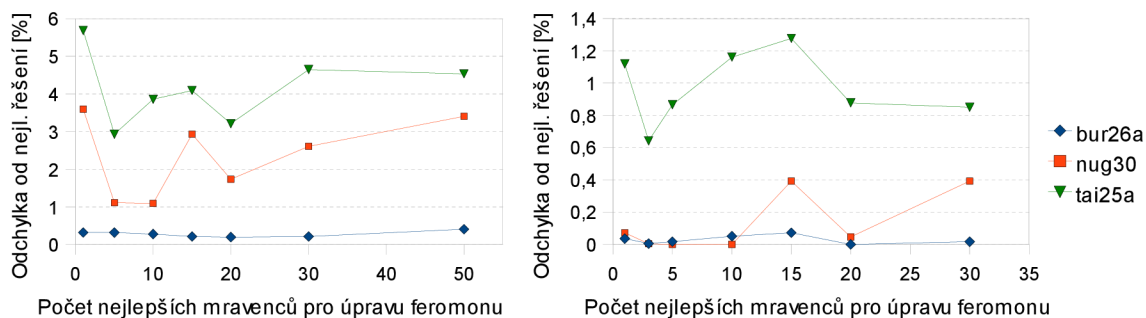 Odchylka od nejl. řešení [%]
6
5
4
3
2
1
0
0 10 20 30 40 50
Počet nejlepších mravenců pro úpravu feromonu
Odchylka od nejl. řešení [%]
1,4
1,2
1
0,8
0,6
0,4
0,2
0
0 5 10 15 20 25 30 35
Počet nejlepších mravenců pro úpravu feromonu
bur26a
nug30
tai25a